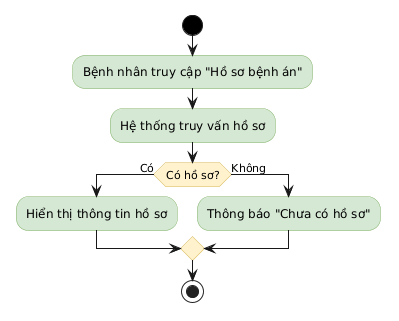 Bệnh nhân truy cập "Hồ sơ bệnh án"
Hệ thống truy vấn hồ sơ
Có hồ sơ?
Có
Không
Hiển thị thông tin hồ sơ
Thông báo "Chưa có hồ sơ"